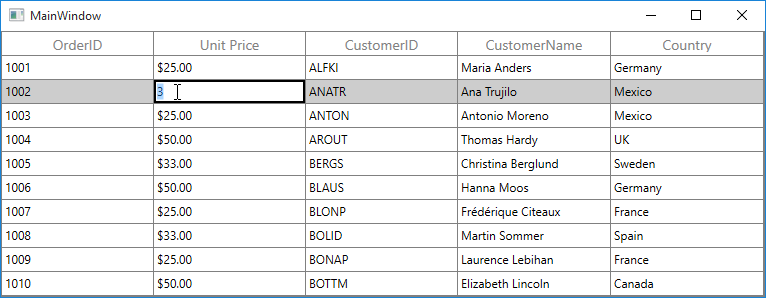 MainWindow
OrderID Unit Price CustomerID CustomerName Country
1001 $25.00 ALFKI Maria Anders Germany
1002 3 ANATR Ana Trujilo Mexico
1003 $25.00 ANTON Antonio Moreno Mexico
1004 $50.00 AROUT Thomas Hardy UK
1005 $33.00 BERGS Christina Berglund Sweden
1006 $50.00 BLAUS Hanna Moos Germany
1007 $25.00 BLONP Frédérique Citeaux France
1008 $33.00 BOLID Martin Sommer Spain
1009 $25.00 BONAP Laurence Lebihan France
1010 $50.00 BOTTM Elizabeth Lincoln Canada